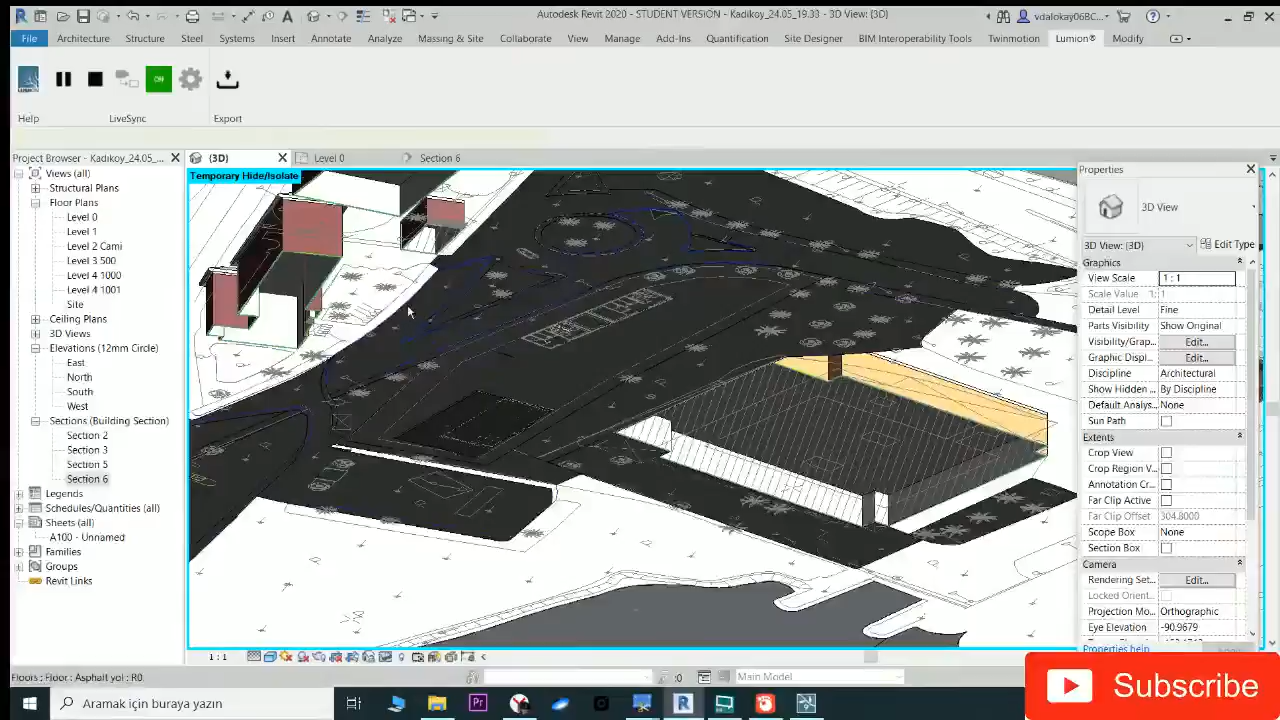 Autodesk Revit 2020 - STUDENT VERSION - Kadikoy_24.05_19.33 - 3D View: {3D}
vdalokay06BC...
File Architecture Structure Steel Systems Insert Annotate Analyze Massing & Site Collaborate View Manage Add-Ins Quantification Site Designer BIM Interoperability Tools Twinmotion Lumion® Modify
ON
Help LiveSync Export
Project Browser - Kadıkoy_24.05_...
{3D} Level 0 Section 6
Temporary Hide/Isolate
Views (all)
Structural Plans
Floor Plans
Level 0
Level 1
Level 2 Cami
Level 3 500
Level 4 1000
Level 4 1001
Site
Ceiling Plans
3D Views
Elevations (12mm Circle)
East
North
South
West
Sections (Building Section)
Section 2
Section 3
Section 5
Section 6
Legends
Schedules/Quantities (all)
Sheets (all)
A100 - Unnamed
Families
Groups
Revit Links
Properties
3D View
3D View: {3D} Edit Type
Graphics
View Scale 1 : 1
Scale Value 1: 1
Detail Level Fine
Parts Visibility Show Original
Visibility/Grap... Edit...
Graphic Displ... Edit...
Discipline Architectural
Show Hidden ... By Discipline
Default Analys... None
Sun Path
Extents
Crop View
Crop Region V...
Annotation Cr...
Far Clip Active
Far Clip Offset 304.8000
Scope Box None
Section Box
Camera
Rendering Set... Edit...
Locked Orient...
Projection Mo... Orthographic
Eye Elevation -90.9679
Properties help
1 : 1
Floors : Floor : Asphalt yol : R0
:0 Main Model
Subscribe
Aramak için buraya yazın